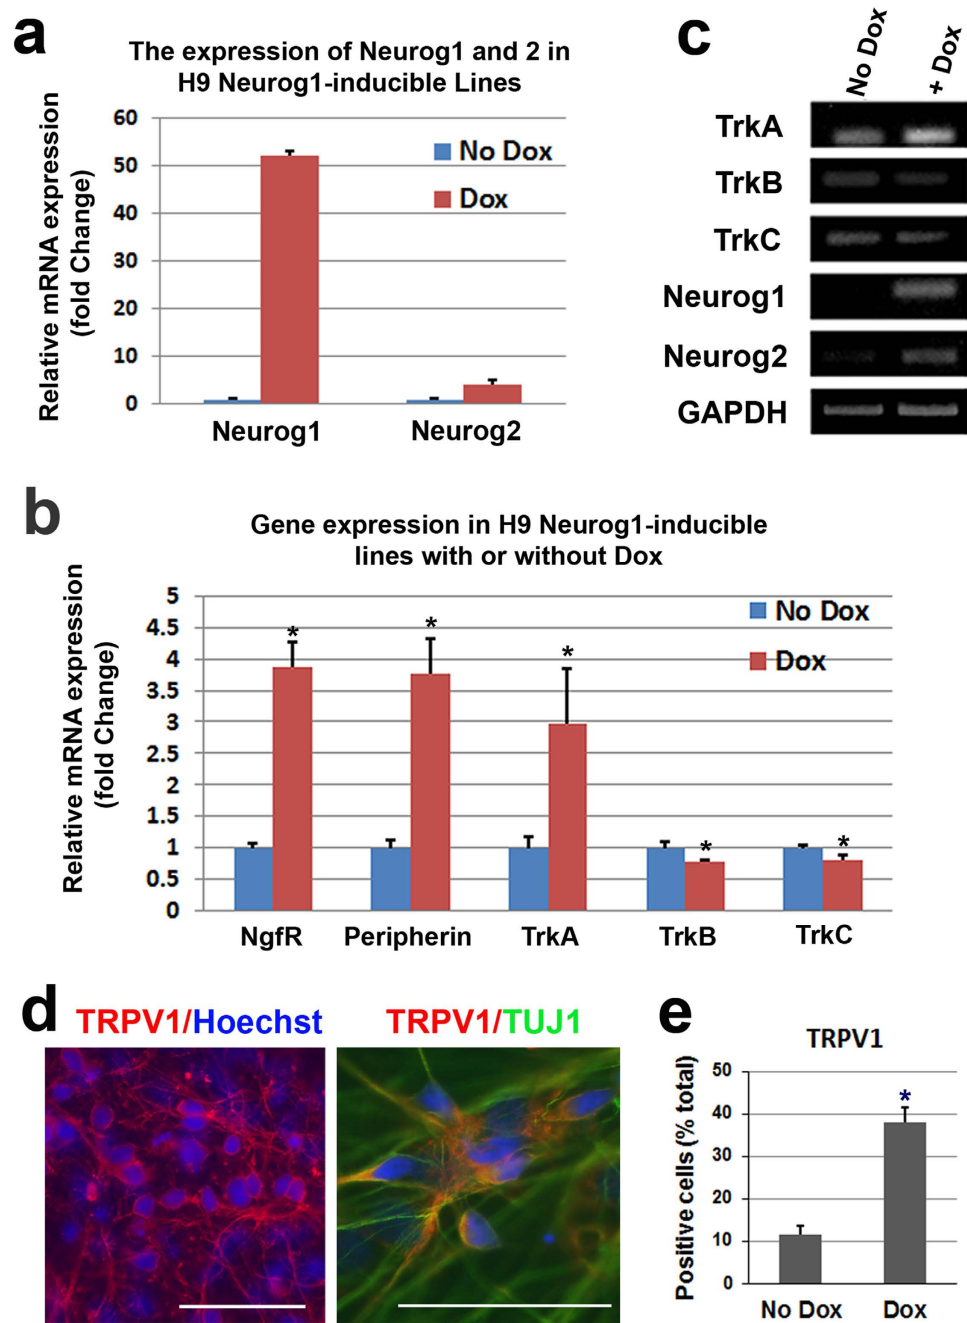 a
The expression of Neurog1 and 2 in
H9 Neurog1-inducible Lines
Relative mRNA expression
(fold Change)
60
50
40
30
20
10
0
No Dox
Dox
Neurog1
Neurog2
c
No Dox
+ Dox
TrkA
TrkB
TrkC
Neurog1
Neurog2
GAPDH
b
Gene expression in H9 Neurog1-inducible
lines with or without Dox
Relative mRNA expression
(fold Change)
5
4.5
4
3.5
3
2.5
2
1.5
1
0.5
0
No Dox
Dox
*
*
*
*
*
NgfR
Peripherin
TrkA
TrkB
TrkC
d
TRPV1/Hoechst
TRPV1/TUJ1
e
TRPV1
Positive cells (% total)
50
40
30
20
10
0
*
No Dox
Dox